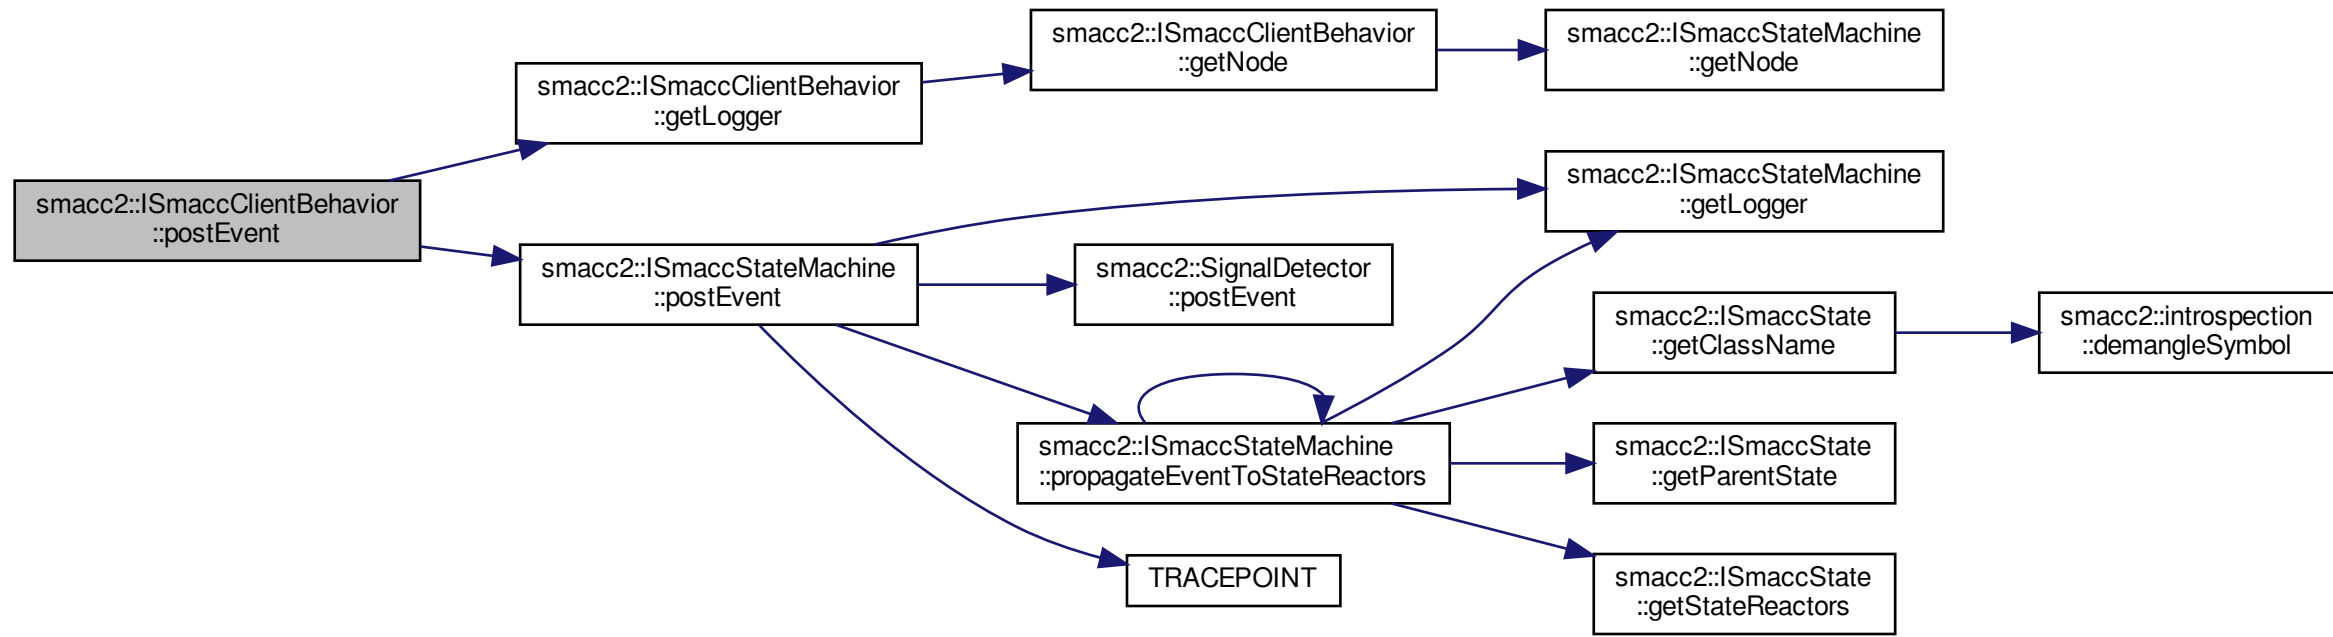 smacc2::ISmaccClientBehavior
::postEvent
smacc2::ISmaccClientBehavior
::getLogger
smacc2::ISmaccClientBehavior
::getNode
smacc2::ISmaccStateMachine
::getNode
smacc2::ISmaccStateMachine
::postEvent
smacc2::ISmaccStateMachine
::getLogger
smacc2::SignalDetector
::postEvent
smacc2::ISmaccStateMachine
::propagateEventToStateReactors
smacc2::ISmaccState
::getClassName
smacc2::introspection
::demangleSymbol
smacc2::ISmaccState
::getParentState
smacc2::ISmaccState
::getStateReactors
TRACEPOINT